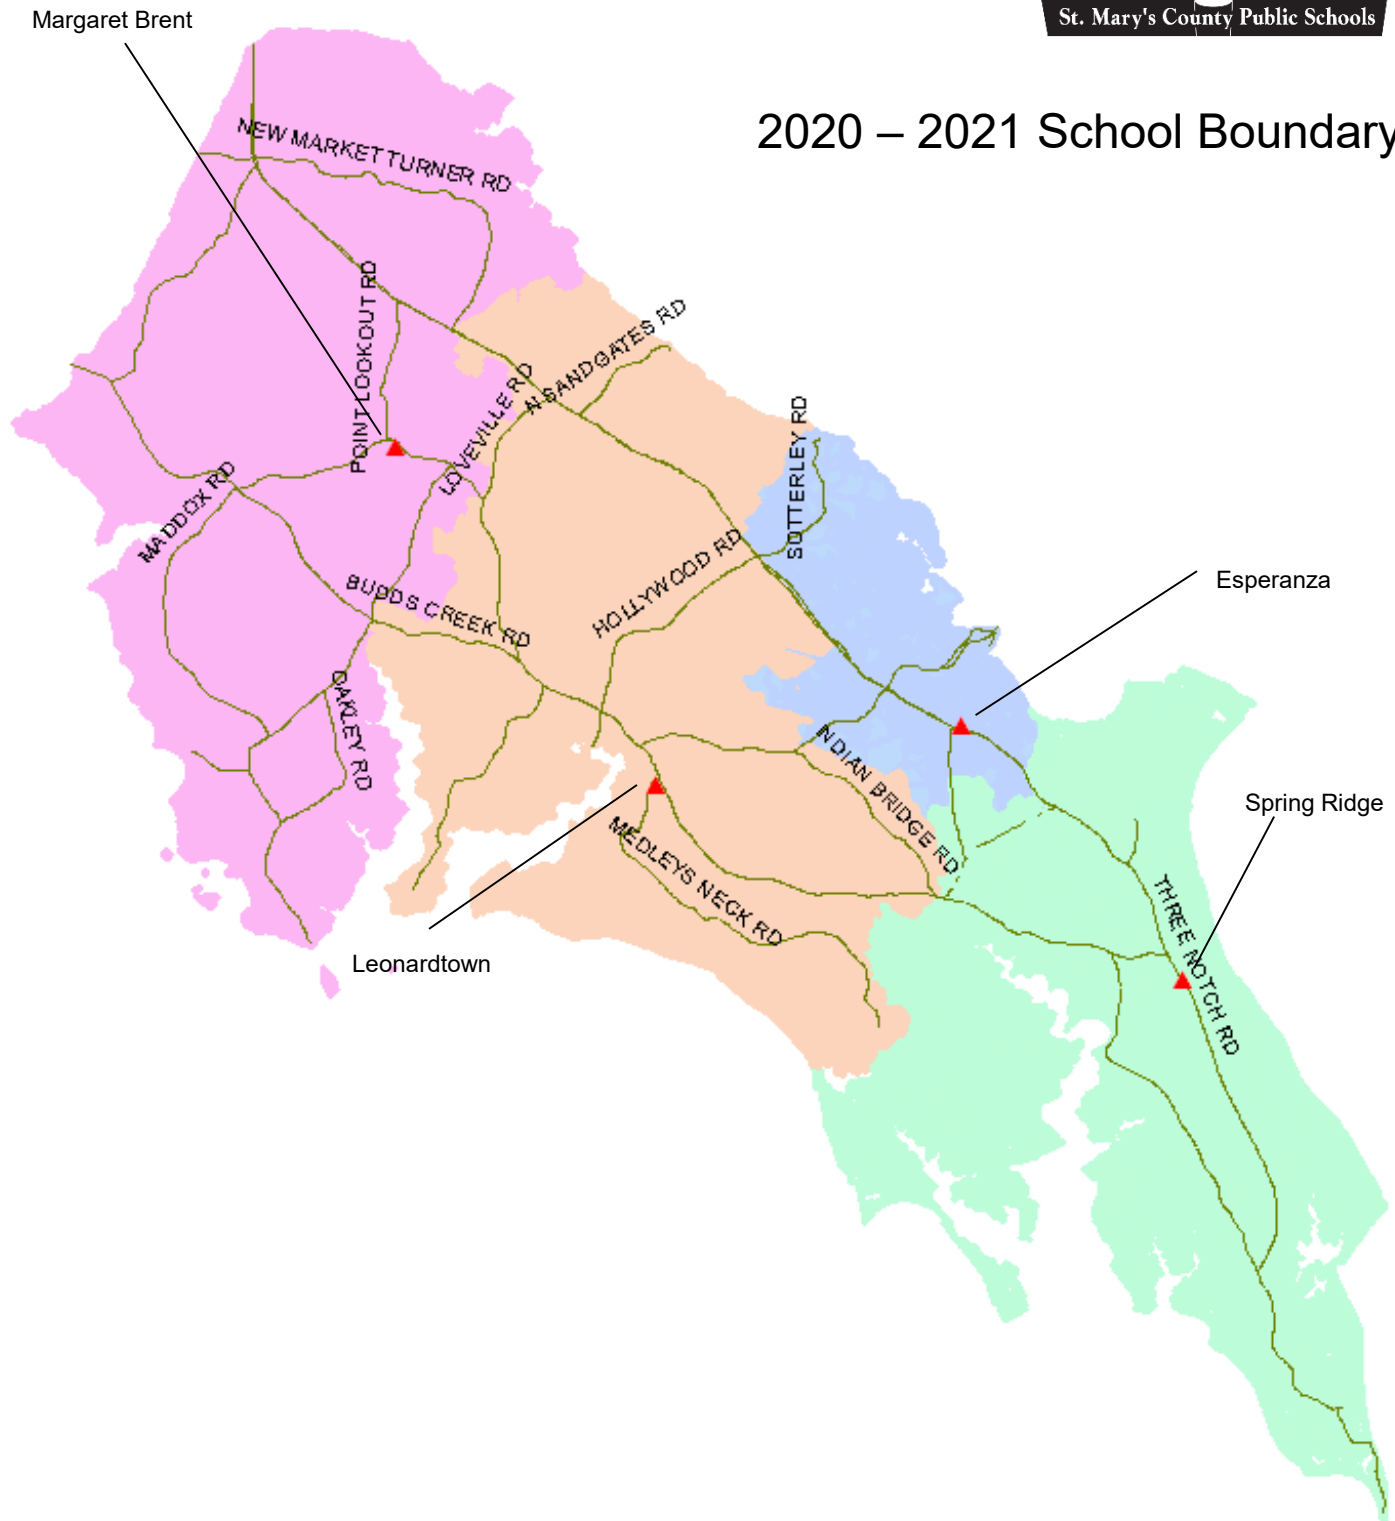 Margaret Brent
St. Mary's County Public Schools
2020 – 2021 School Boundary
NEW MARKET TURNER RD
POINT LOOKOUT RD
N SANDGATES RD
LOVEVILLE RD
SOTTERLEY RD
MADDOX RD
HOLLYWOOD RD
BUDDS CREEK RD
Esperanza
OAKLEY RD
INDIAN BRIDGE RD
Spring Ridge
MEDLEYS NECK RD
THREE NOTCH RD
Leonardtown